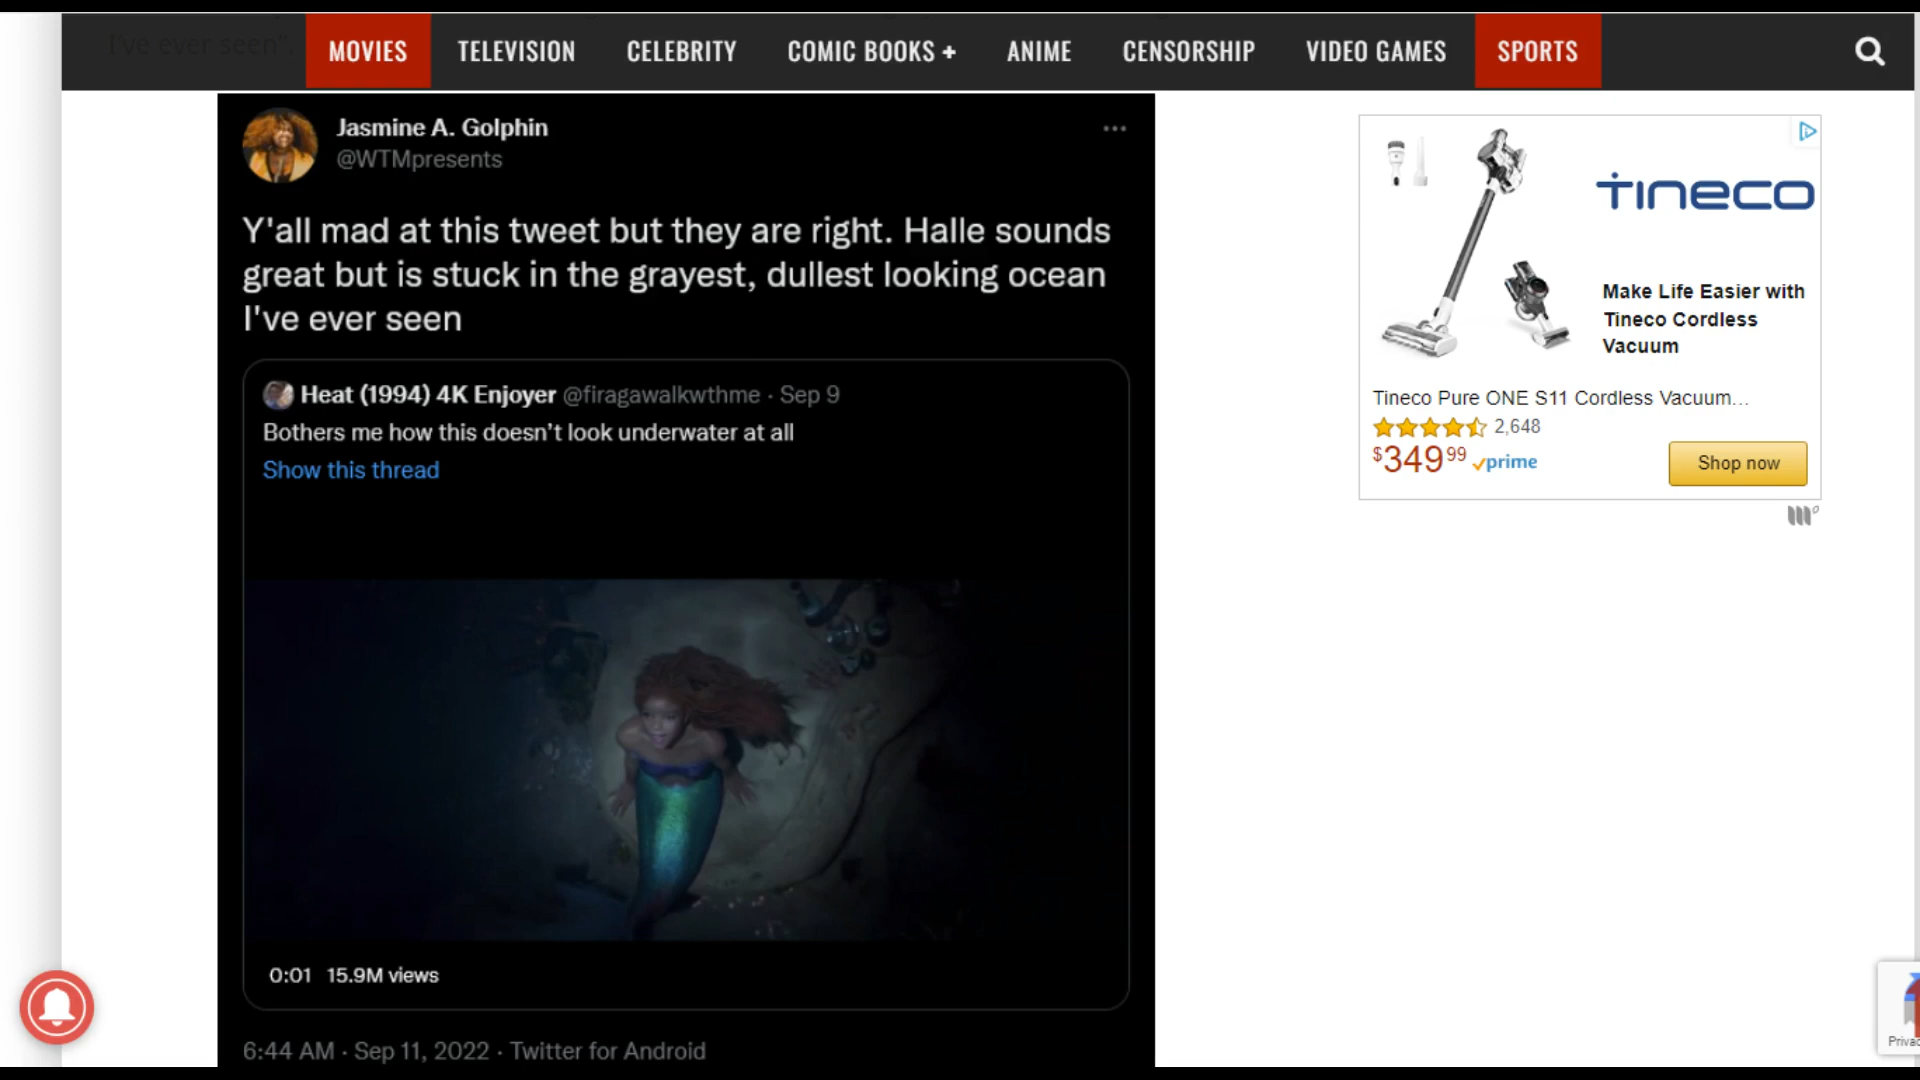 I've ever seen".
MOVIES
TELEVISION
CELEBRITY
COMIC BOOKS +
ANIME
CENSORSHIP
VIDEO GAMES
SPORTS
Jasmine A. Golphin
@WTMpresents
Y'all mad at this tweet but they are right. Halle sounds
great but is stuck in the grayest, dullest looking ocean
I've ever seen
Heat (1994) 4K Enjoyer @firagawalkwthme · Sep 9
Bothers me how this doesn't look underwater at all
Show this thread
0:01 15.9M views
6:44 AM · Sep 11, 2022 · Twitter for Android
TINECO
Make Life Easier with
Tineco Cordless
Vacuum
Tineco Pure ONE S11 Cordless Vacuum...
2,648
$349 99 prime
Shop now
Privac